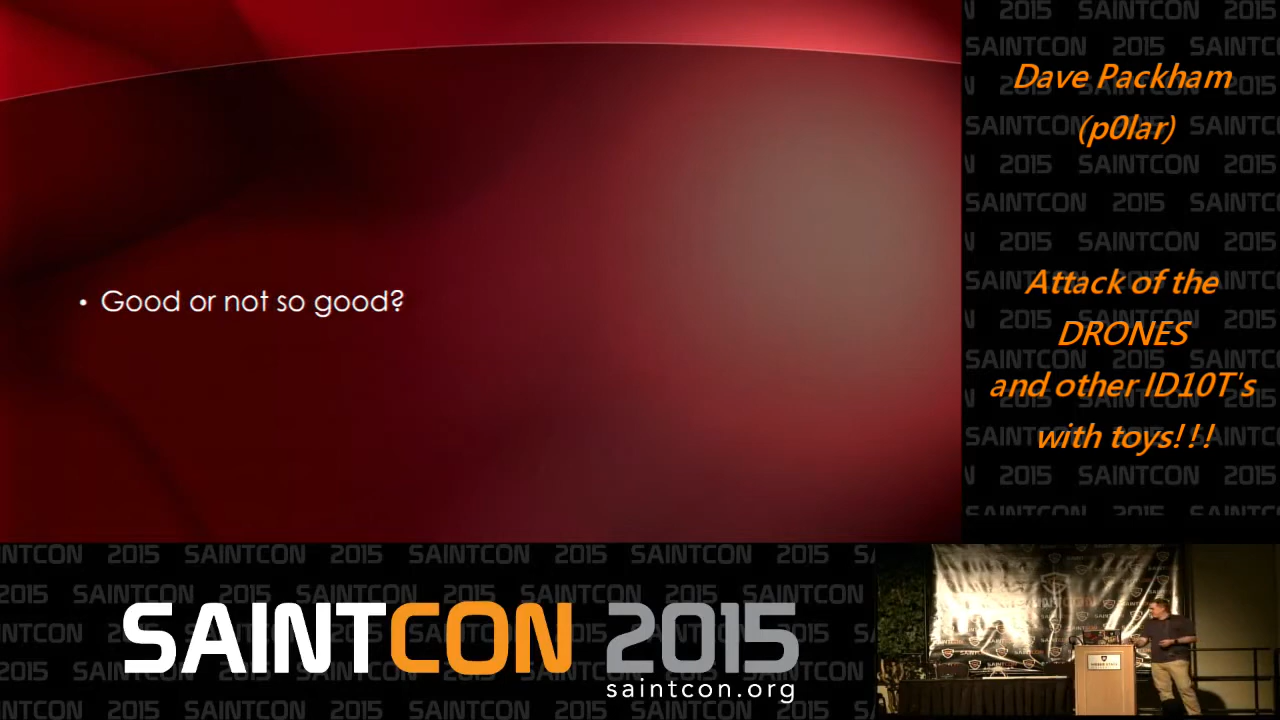 • Good or not so good?
Dave Packham
(p0lar)
Attack of the
DRONES
and other ID10T's
with toys!!!
SAINTCON 2015
saintcon.org